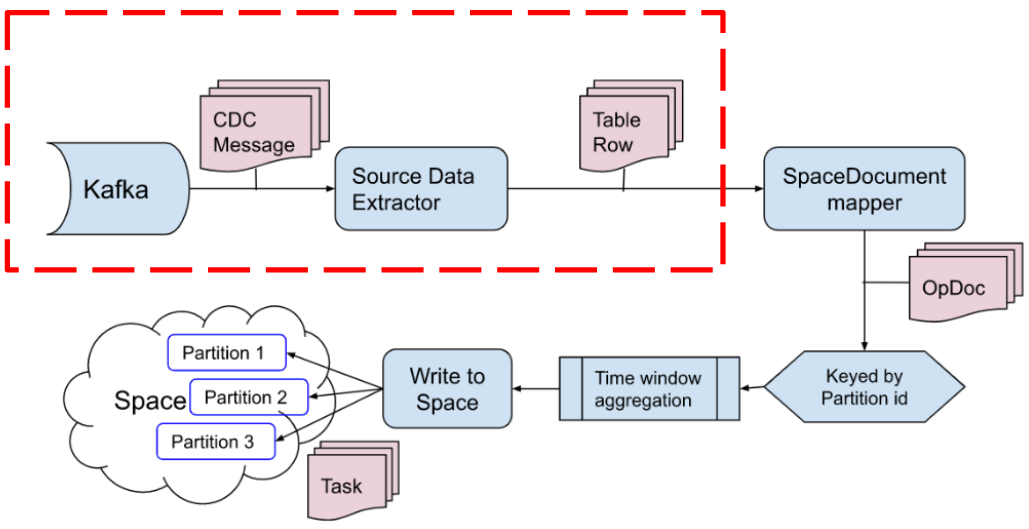 CDC
Message
Table
Row
Kafka
Source Data
Extractor
SpaceDocument
mapper
OpDoc
Partition 1
Space
Partition 2
Partition 3
Write to
Space
Time window
aggregation
Keyed by
Partition id
Task